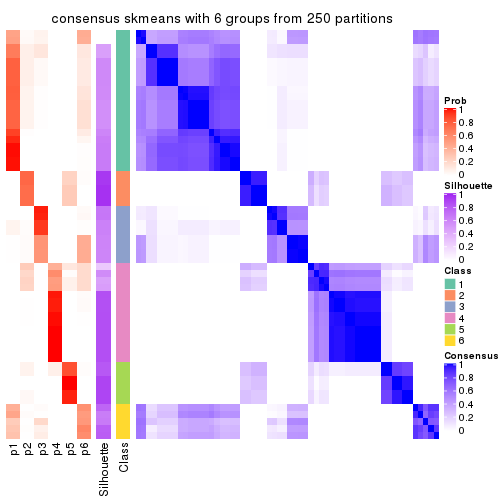 consensus skmeans with 6 groups from 250 partitions
Prob
1
0.8
0.6
0.4
0.2
0
Silhouette
1
0.8
0.6
0.4
0.2
0
Class
1
2
3
4
5
6
Consensus
1
0.8
0.6
0.4
0.2
0
p1
p2
p3
p4
p5
p6
Silhouette
Class